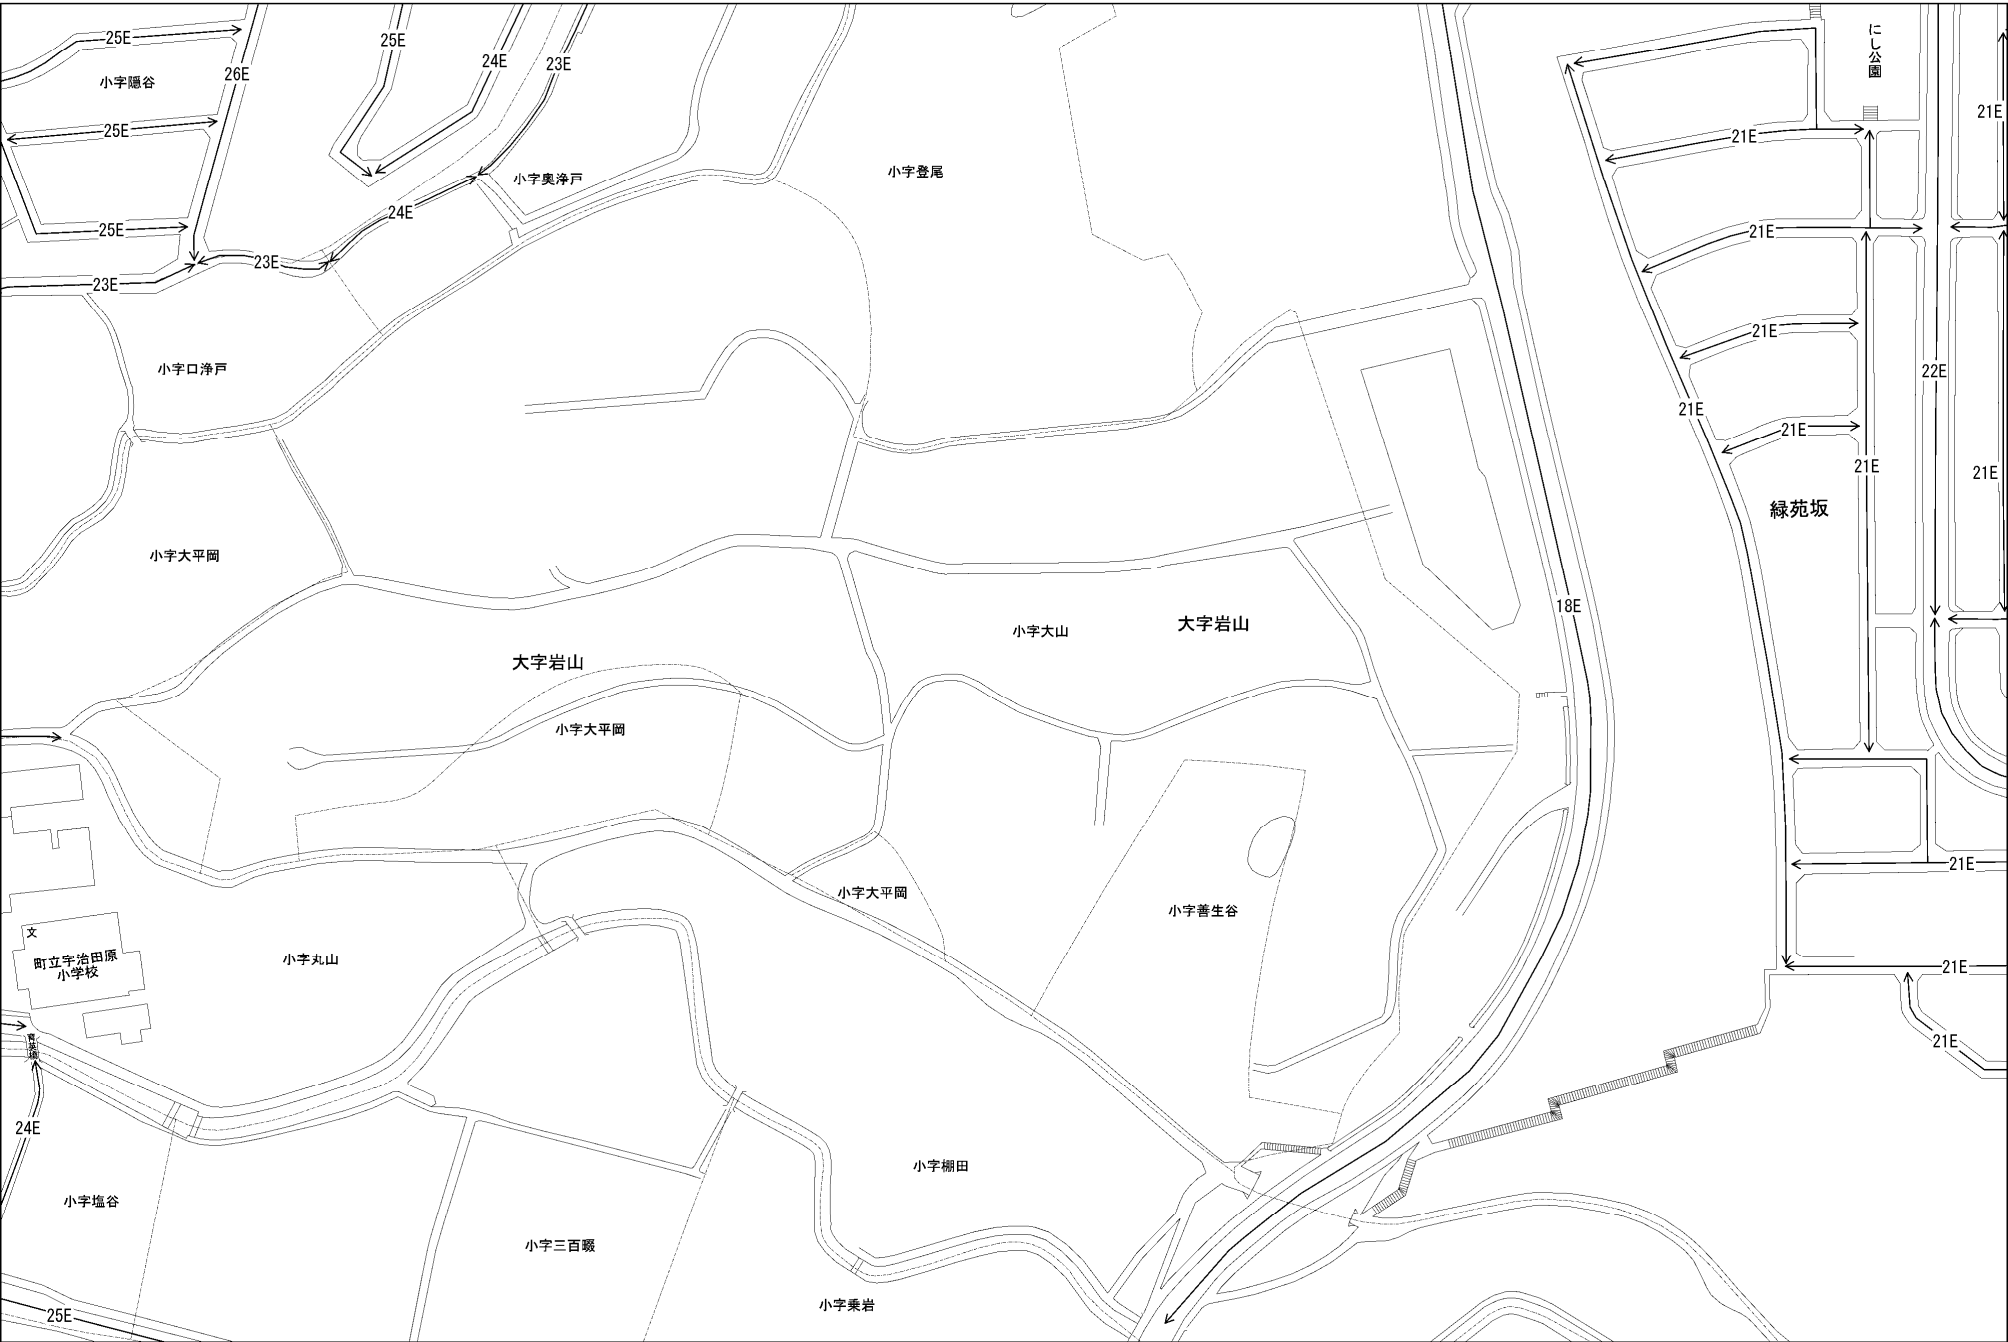 25E
26E
25E
24E
23E
にし公園
小字隠谷
25E
21E
21E
小字登尾
小字奥浄戸
24E
25E
21E
23E
23E
21E
22E
小字口浄戸
21E
21E
21E
21E
21E
緑苑坂
小字大平岡
18E
小字大山
大字岩山
大字岩山
小字大平岡
21E
小字大平岡
小字善生谷
文
町立宇治田原
小学校
小字丸山
21E
育英橋
21E
24E
小字棚田
小字塩谷
小字三百畷
小字乗岩
25E